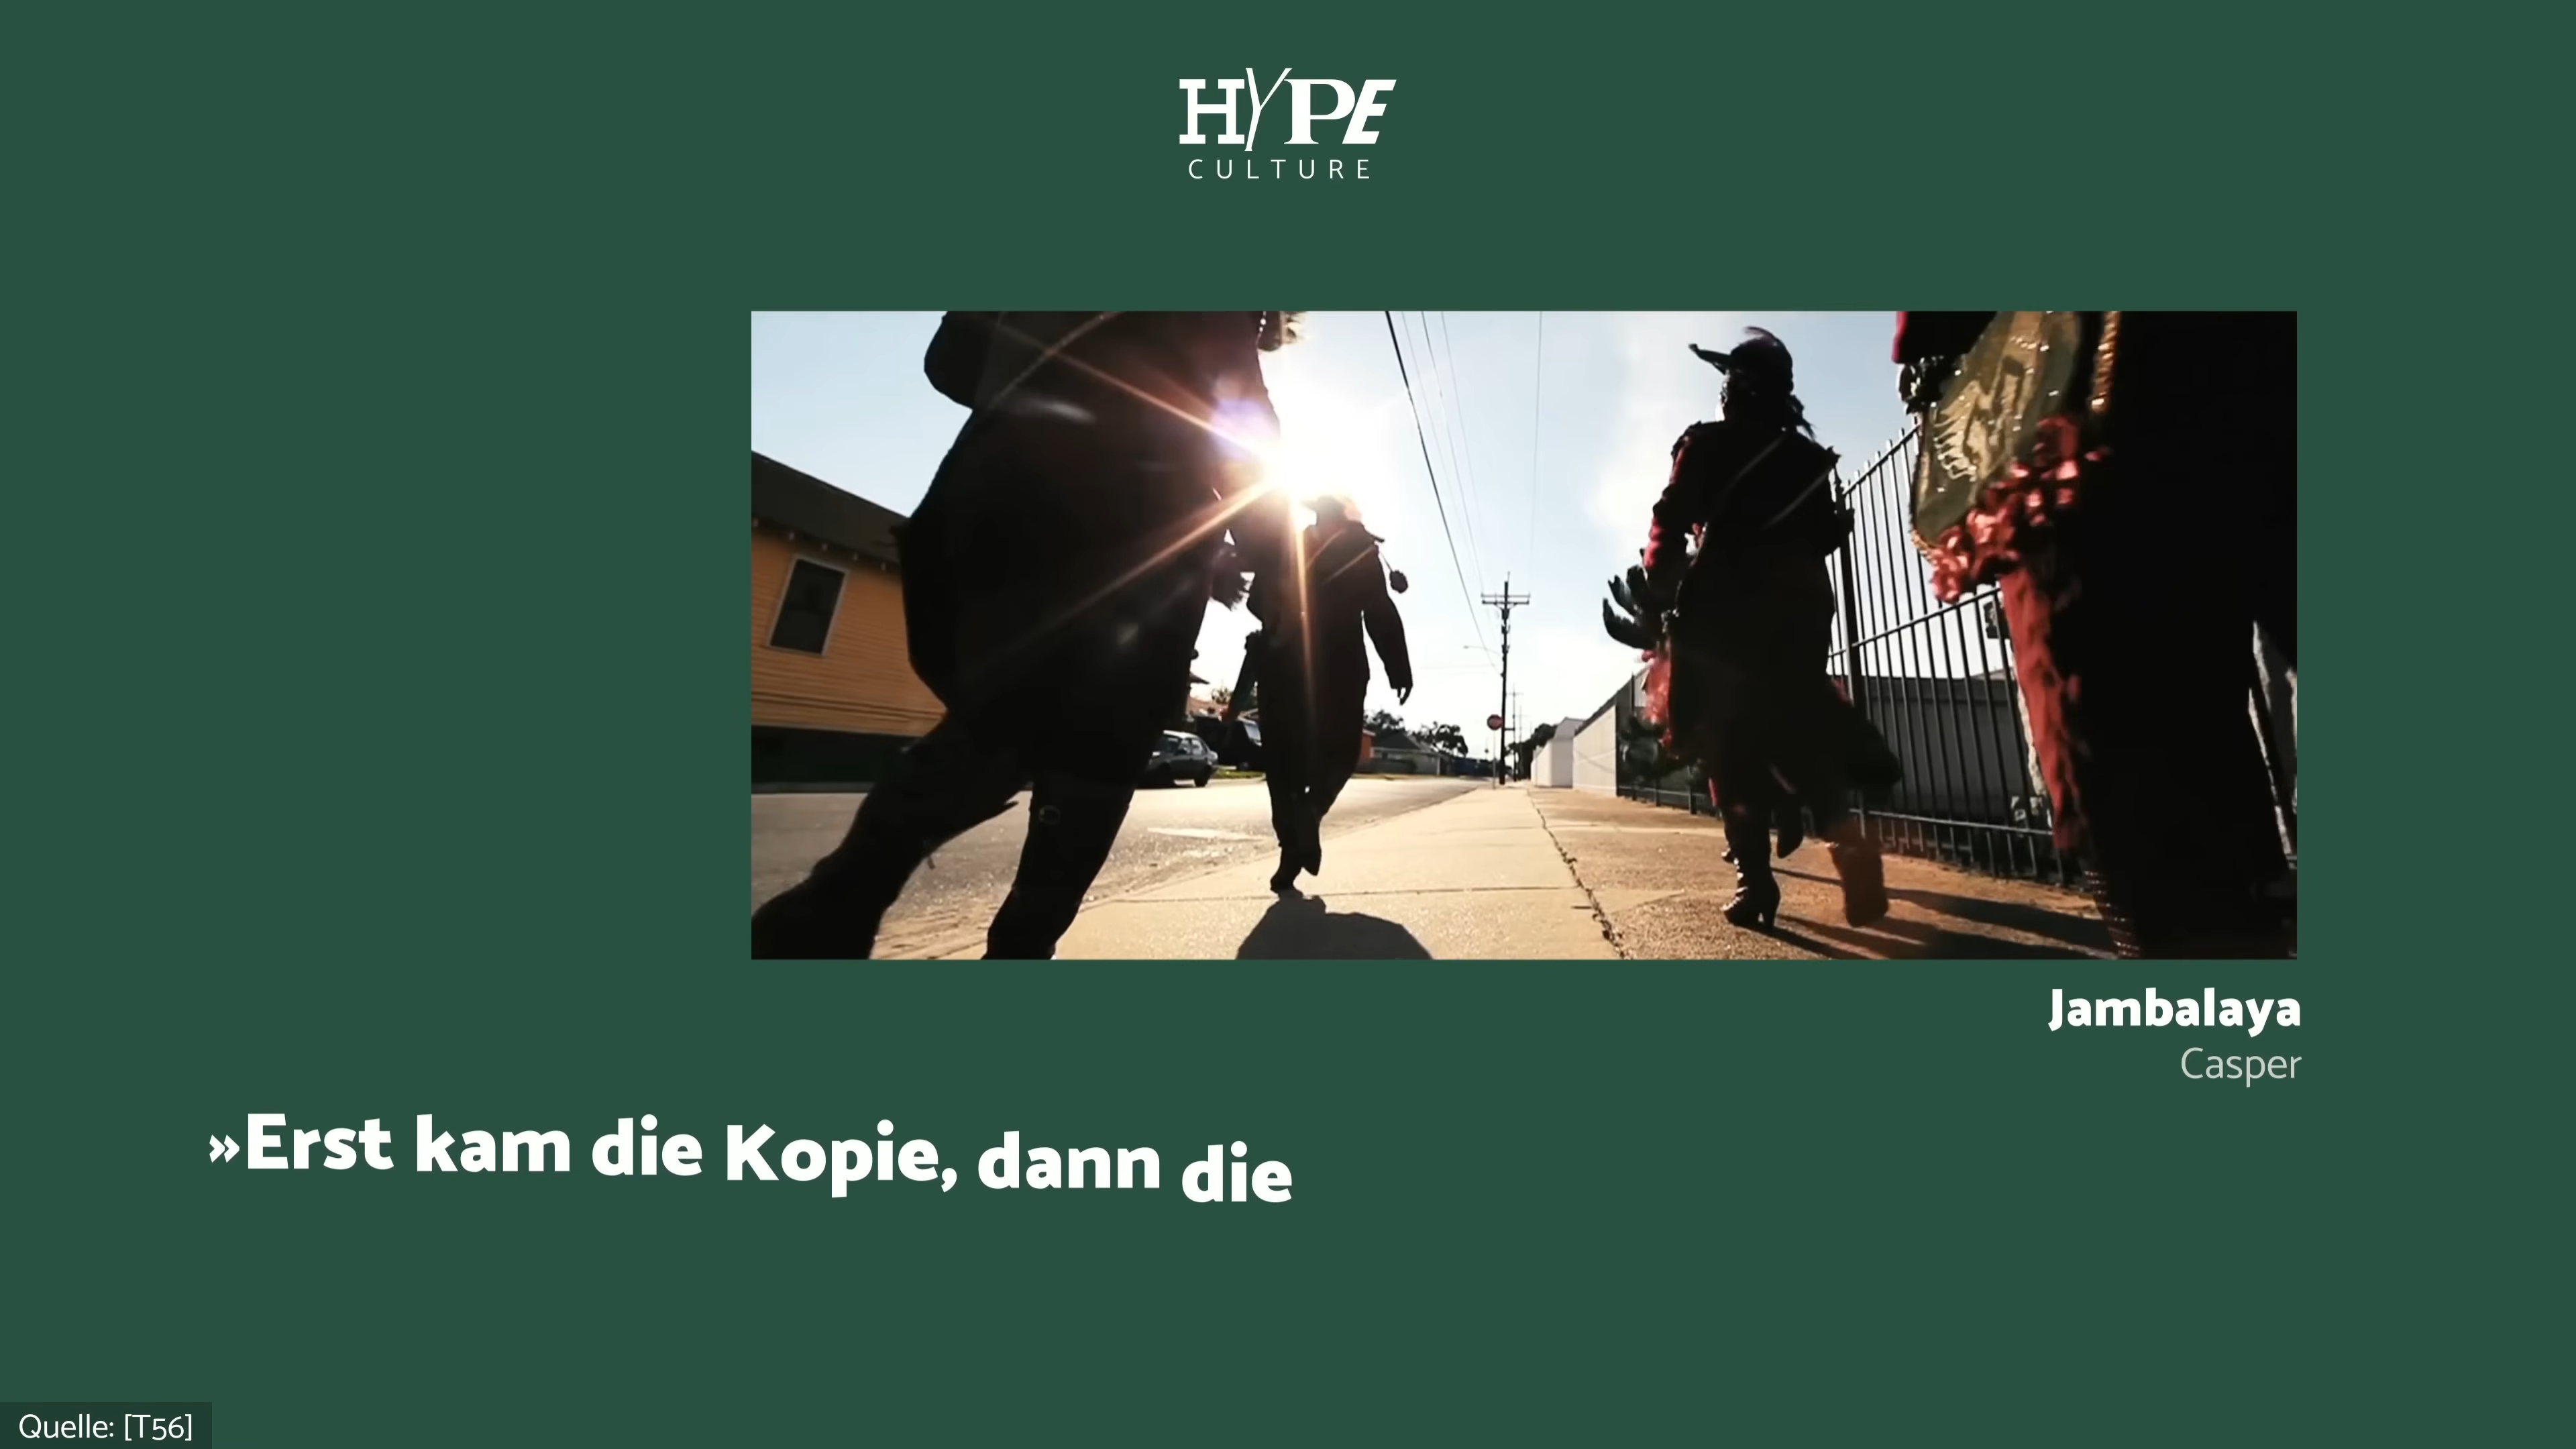 HYPE
CULTURE
Jambalaya
Casper
»Erst kam die Kopie, dann die
Quelle: [T56]